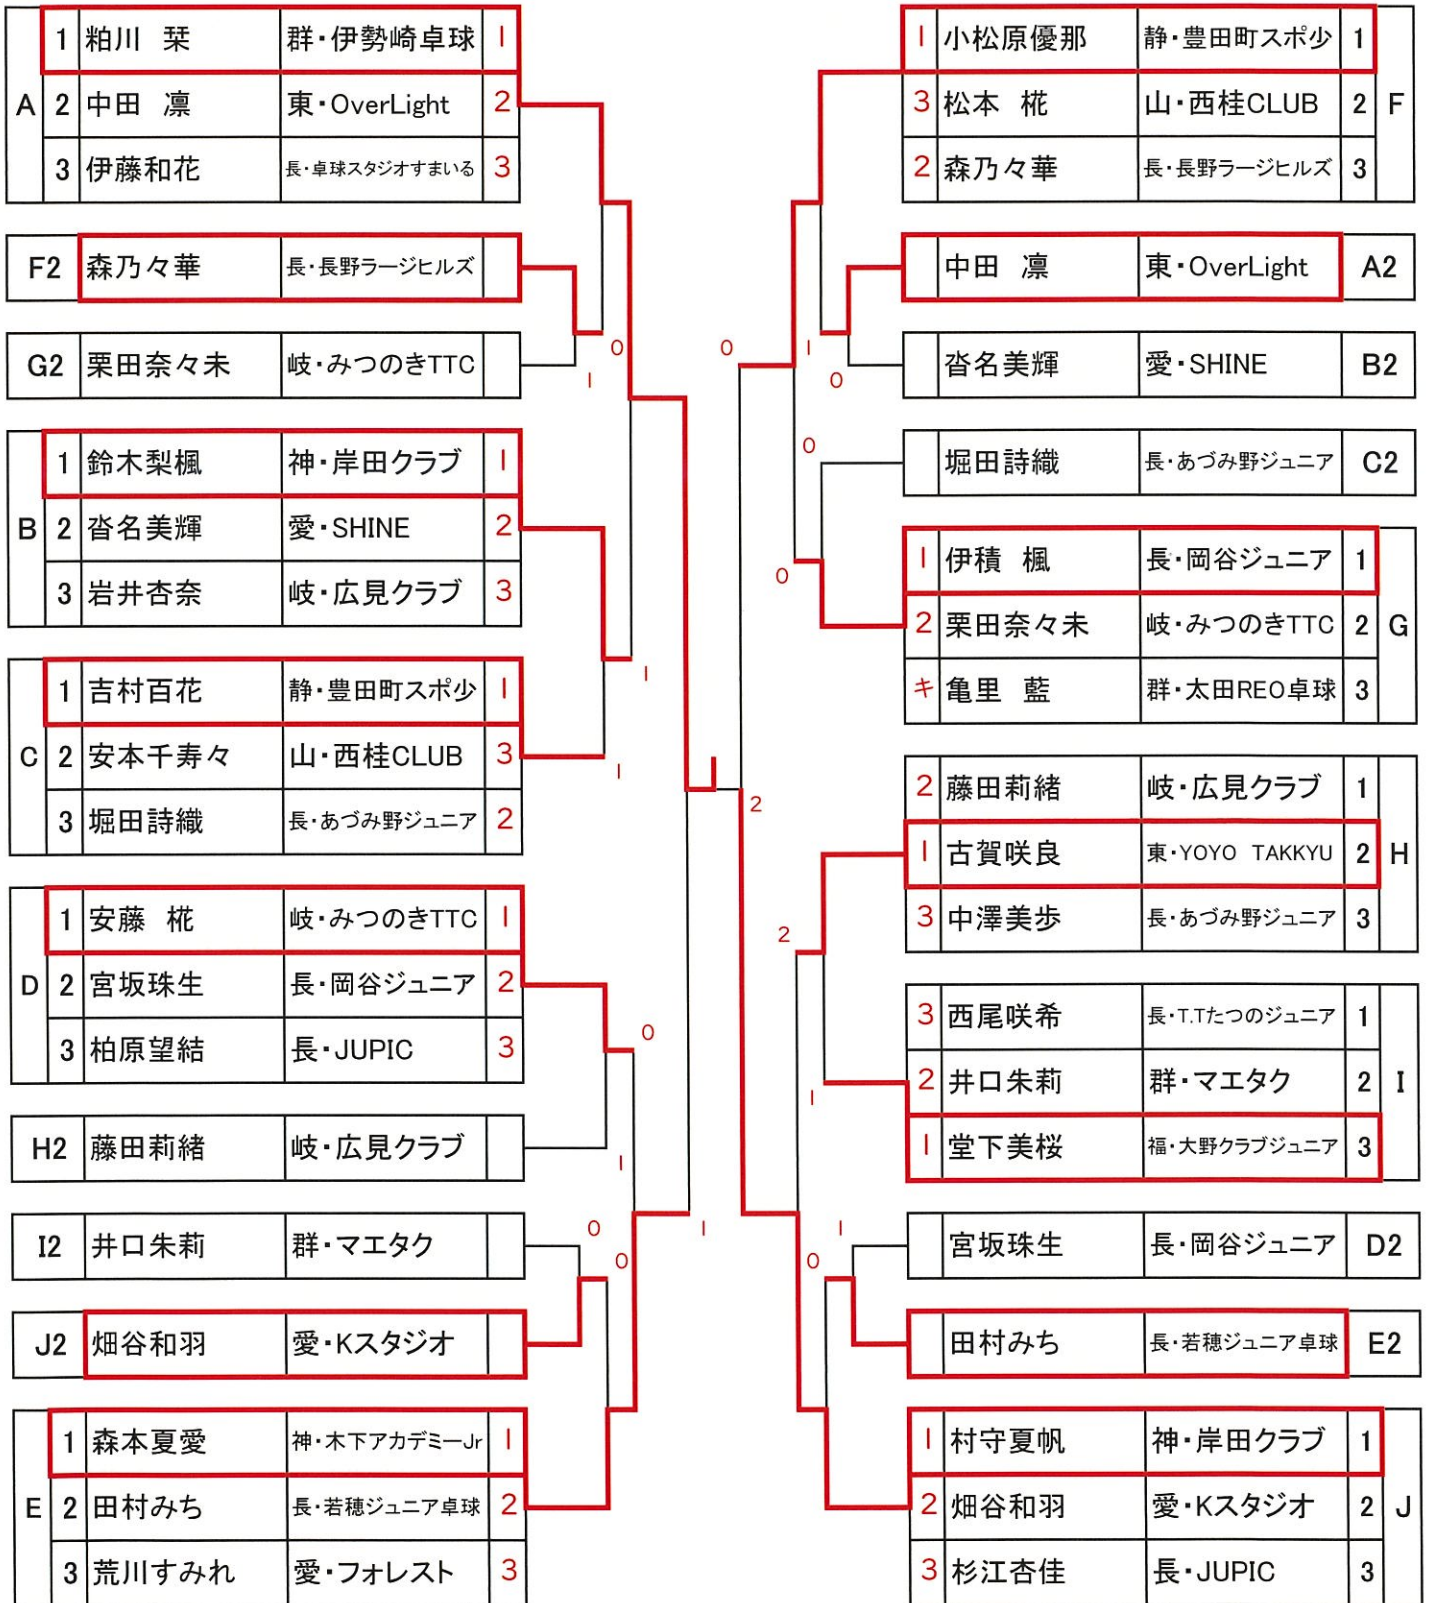 1 粕川 栞 群・伊勢崎卓球 1
A 2 中田 凛 東・OverLight 2
3 伊藤和花 長・卓球スタジオすまいる 3
F2 森乃々華 長・長野ラージヒルズ
G2 栗田奈々未 岐・みつのきTTC
0
1
1 鈴木梨楓 神・岸田クラブ 1
B 2 沓名美輝 愛・SHINE 2
3 岩井杏奈 岐・広見クラブ 3
1 吉村百花 静・豊田町スポ少 1
C 2 安本千寿々 山・西桂CLUB 3
3 堀田詩織 長・あづみ野ジュニア 2
1
1
1 安藤 椛 岐・みつのきTTC 1
D 2 宮坂珠生 長・岡谷ジュニア 2
3 柏原望結 長・JUPIC 3
0
H2 藤田莉緒 岐・広見クラブ
1
I2 井口朱莉 群・マエタク
0
0
1
J2 畑谷和羽 愛・Kスタジオ
1 森本夏愛 神・木下アカデミーJr 1
E 2 田村みち 長・若穂ジュニア卓球 2
3 荒川すみれ 愛・フォレスト 3
1 小松原優那 静・豊田町スポ少 1
3 松本 椛 山・西桂CLUB 2 F
2 森乃々華 長・長野ラージヒルズ 3
中田 凛 東・OverLight A2
0
1
0
沓名美輝 愛・SHINE B2
0
堀田詩織 長・あづみ野ジュニア C2
1 伊積 楓 長・岡谷ジュニア 1
0
2 栗田奈々未 岐・みつのきTTC 2 G
キ 亀里 藍 群・太田REO卓球 3
2 藤田莉緒 岐・広見クラブ 1
2
1 古賀咲良 東・YOYO TAKKYU 2 H
3 中澤美歩 長・あづみ野ジュニア 3
2
3 西尾咲希 長・T.Tたつのジュニア 1
2 井口朱莉 群・マエタク 2 I
1
1 堂下美桜 福・大野クラブジュニア 3
1
宮坂珠生 長・岡谷ジュニア D2
0
田村みち 長・若穂ジュニア卓球 E2
1 村守夏帆 神・岸田クラブ 1
2 畑谷和羽 愛・Kスタジオ 2 J
3 杉江杏佳 長・JUPIC 3